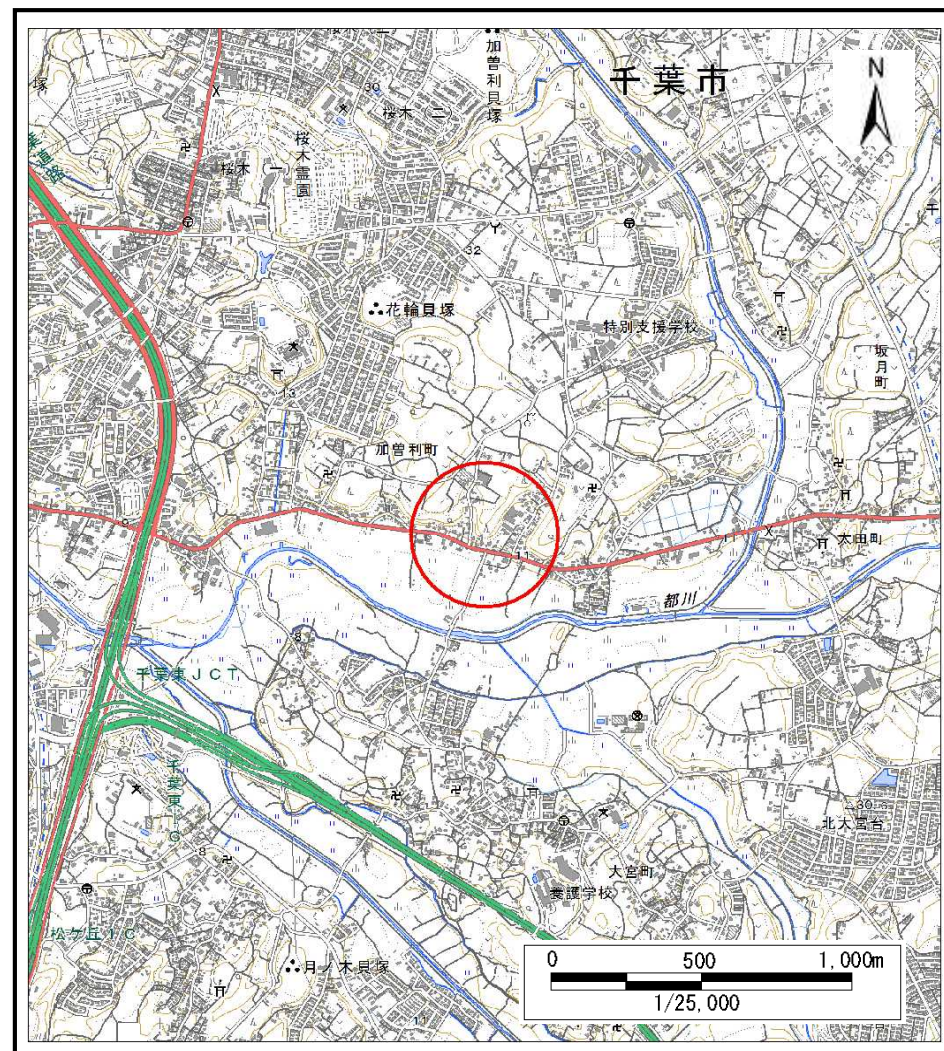 加曽利貝塚
千葉市
N
塚
30
桜木(二)
桜木(一)
桜木霊園
32
花輪貝塚
特別支援学校
坂月町
加曽利町
11
大田町
都川
8
千葉東JCT
千葉東IC
30.6
北大宮台
大宮町
養護学校
8
松ケ丘IC
月ノ木貝塚
11
0 500 1,000m
1/25,000